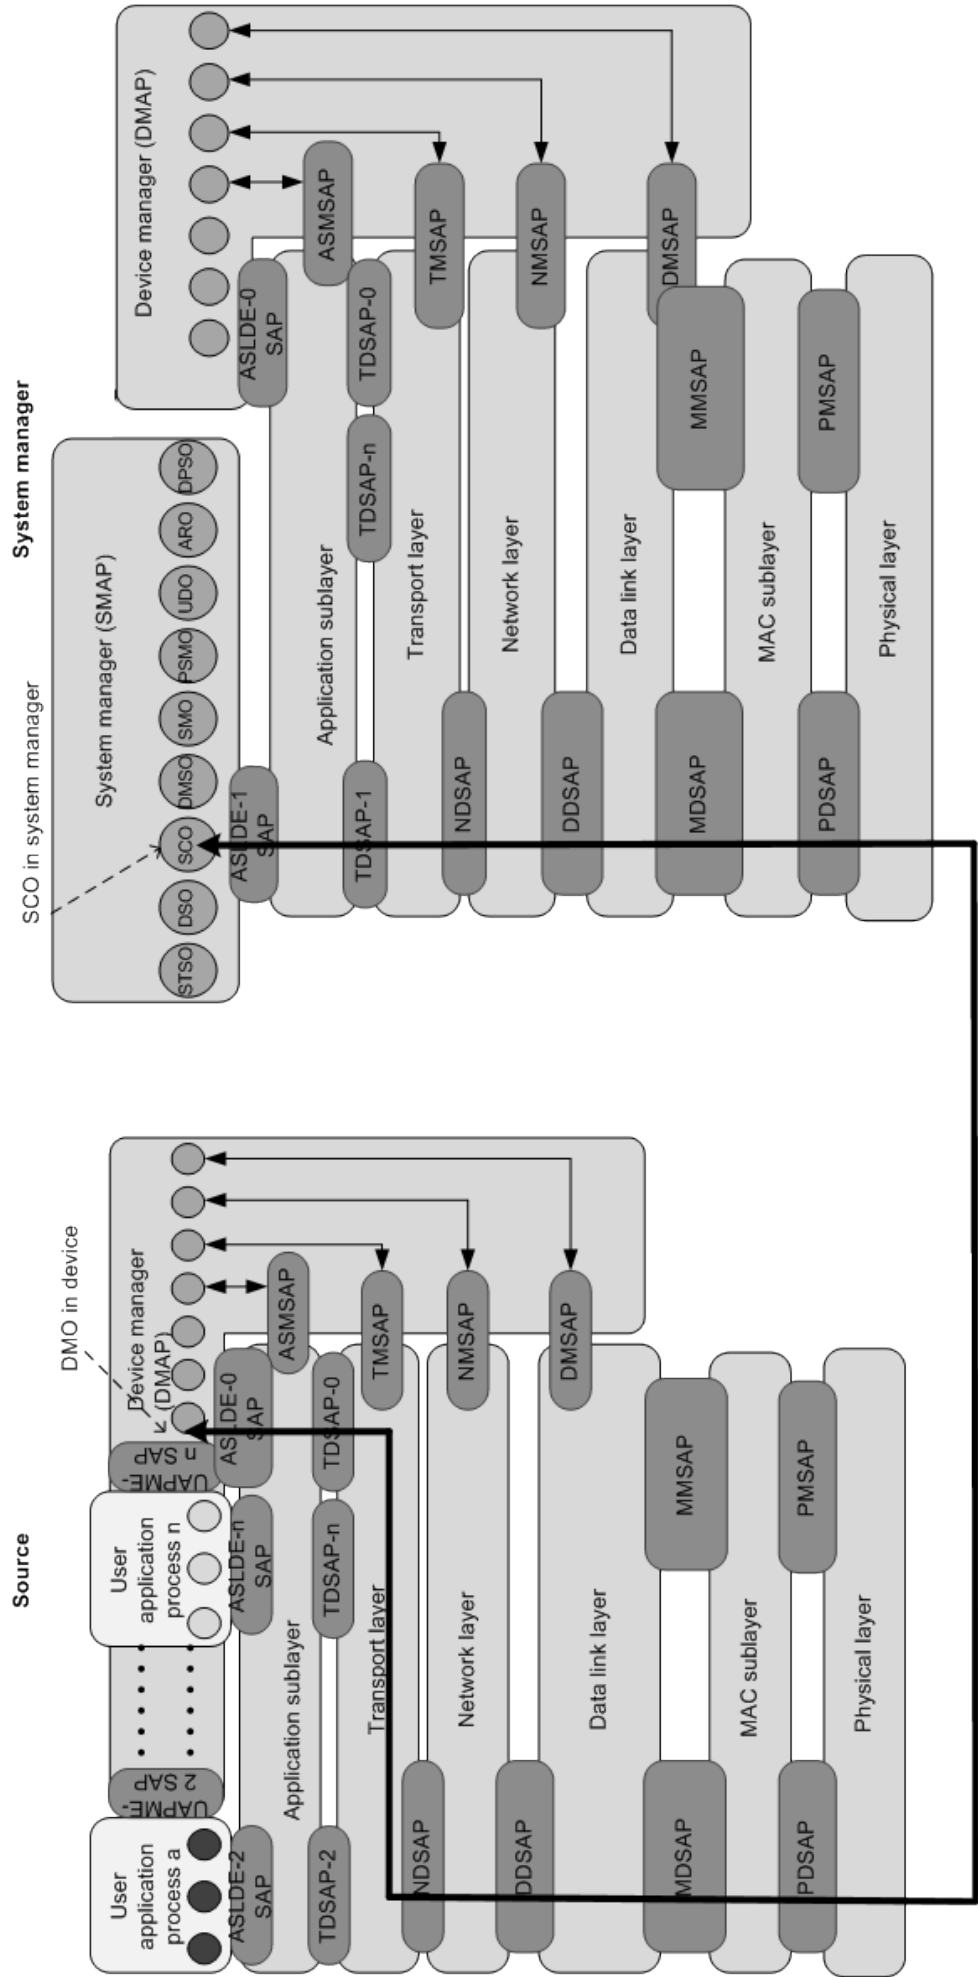 Source
System manager
DMO in device
SCO in system manager
User
application
process a
UAPME-
2 SAP
User
application
process n
UAPME-
n SAP
Device manager
(DMAP)
ASLDE-2
SAP
ASLDE-n
SAP
ASLDE-0
SAP
ASMSAP
Application sublayer
TDSAP-2
TDSAP-n
TDSAP-0
TMSAP
Transport layer
NDSAP
NMSAP
Network layer
DDSAP
DMSAP
Data link layer
MDSAP
MMSAP
MAC sublayer
PDSAP
PMSAP
Physical layer
System manager (SMAP)
STSO
DSO
SCO
DMSO
SMO
PSMO
UDO
ARO
DPSO
Device manager (DMAP)
ASLDE-1
SAP
ASLDE-0
SAP
ASMSAP
Application sublayer
TDSAP-1
TDSAP-n
TDSAP-0
TMSAP
Transport layer
NDSAP
NMSAP
Network layer
DDSAP
DMSAP
Data link layer
MDSAP
MMSAP
MAC sublayer
PDSAP
PMSAP
Physical layer